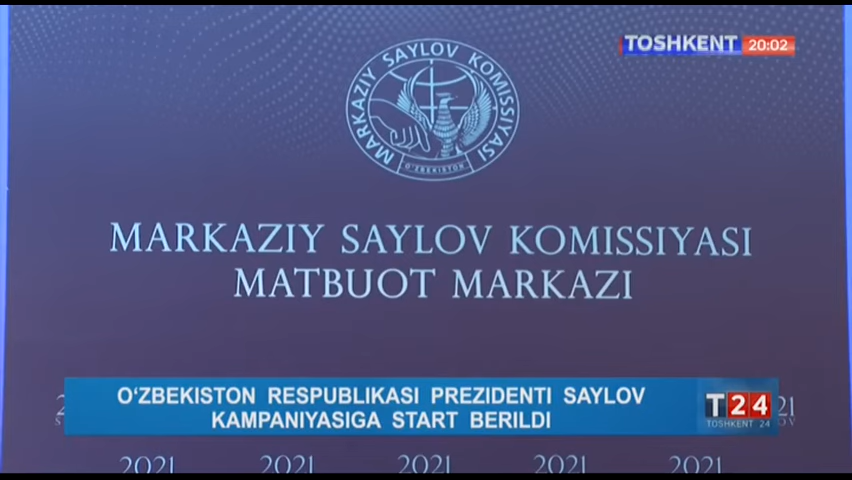 TOSHKENT 20:02
MARKAZIY SAYLOV KOMISSIYASI
O'ZBEKISTON
MARKAZIY SAYLOV KOMISSIYASI
MATBUOT MARKAZI
O‘ZBEKISTON RESPUBLIKASI PREZIDENTI SAYLOV
KAMPANIYASIGA START BERILDI
T24
TOSHKENT 24
2021 2021 2021 2021 2021